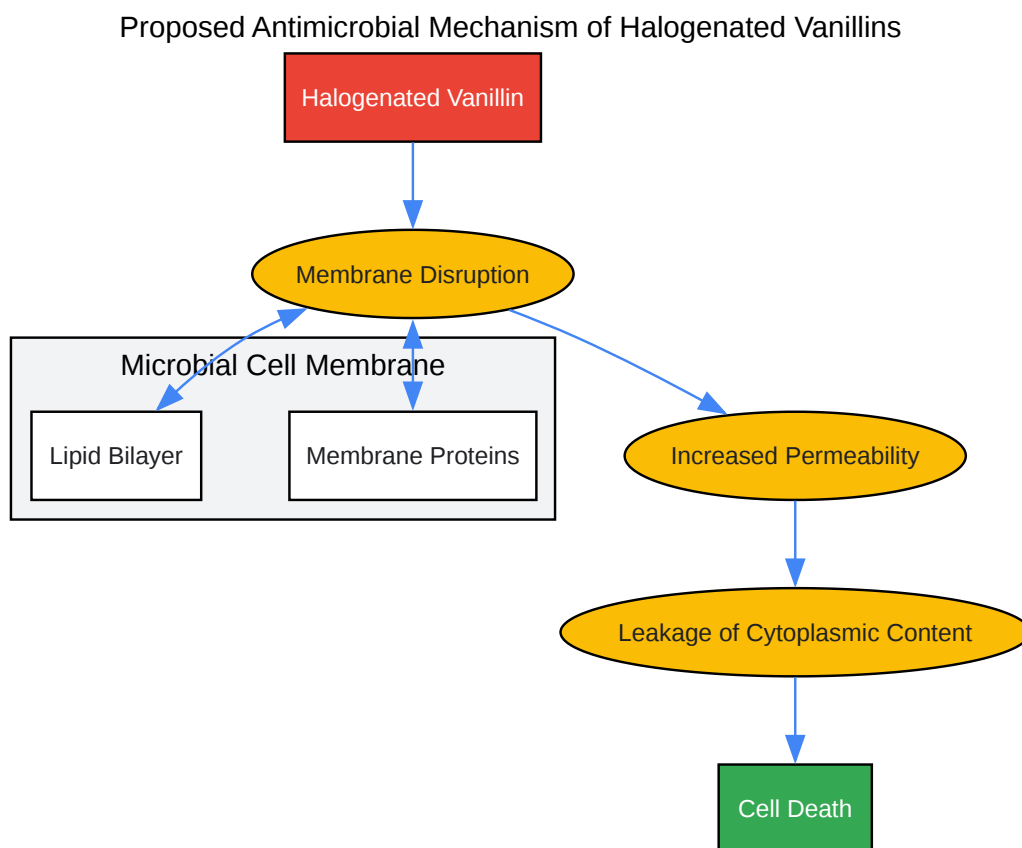 Proposed Antimicrobial Mechanism of Halogenated Vanillins
Halogenated Vanillin
Membrane Disruption
Microbial Cell Membrane
Lipid Bilayer
Membrane Proteins
Increased Permeability
Leakage of Cytoplasmic Content
Cell Death